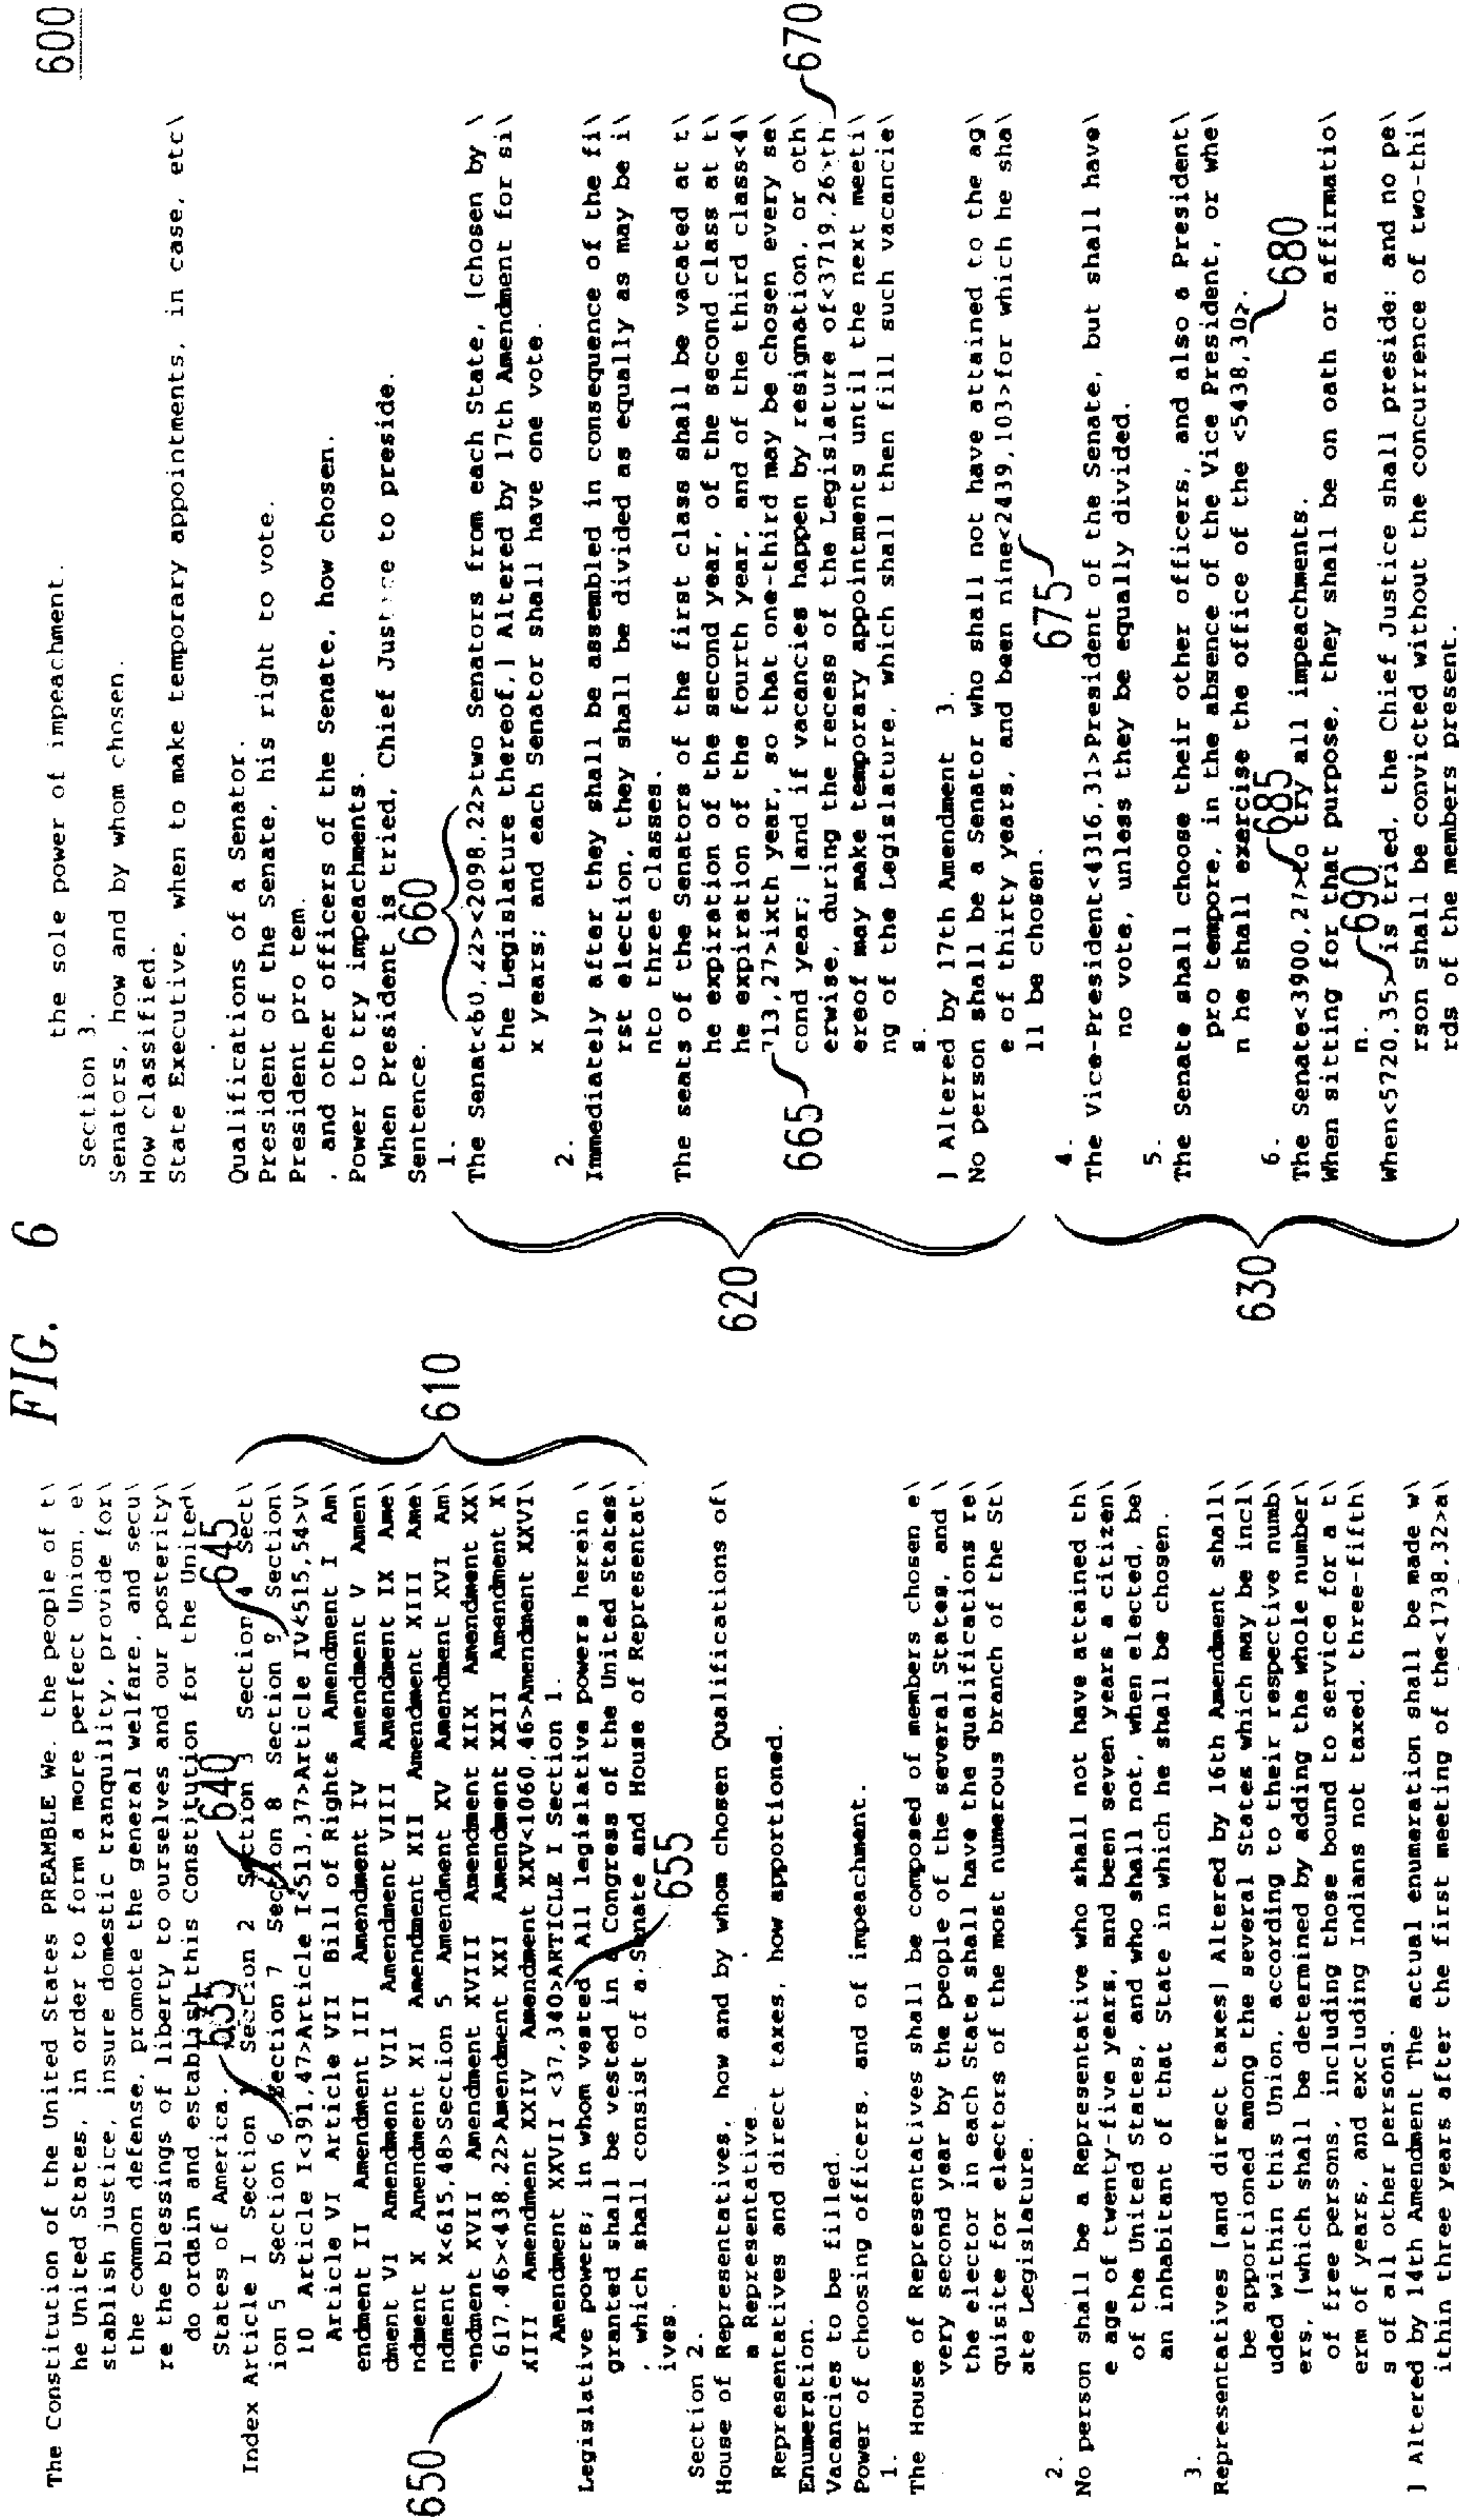 FIG. 6
600
The Constitution of the United States PREAMBLE We, the people of t\
he United States, in order to form a more perfect Union, e\
stablish justice, insure domestic tranquility, provide for\
the common defense, promote the general welfare, and secu\
re the blessings of liberty to ourselves and our posterity\
do ordain and establish this Constitution for the United\
States of America.
635
640
645
Index Article I Section 1 Section 2 Section 3 Section 4 Sect\
ion 5 Section 6 Section 7 Section 8 Section 9 Section\
10 Article I<391,47>Article I<513,37>Article IV<515,54>V\
Article VI Article VII Bill of Rights Amendment I Am\
endment II Amendment III Amendment IV Amendment V Amen\
dment VI Amendment VII Amendment VIII Amendment IX Ame\
ndment X Amendment XI Amendment XII Amendment XIII Ame\
ndment X<615,48>Section 5 Amendment XV Amendment XVI Am\
endment XVII Amendment XVIII Amendment XIX Amendment XX\
617,46><438,22>Amendment XXI Amendment XXII Amendment X\
XIII Amendment XXIV Amendment XXV<1060,46>Amendment XXVI\
Amendment XXVII <37,340>ARTICLE I Section 1.
610
650
Legislative powers; in whom vested All legislative powers herein \
granted shall be vested in a Congress of the United States\
, which shall consist of a Senate and House of Representat\
ives.
655
Section 2.
House of Representatives, how and by whom chosen Qualifications of\
a Representative.
Representatives and direct taxes, how apportioned.
Enumeration.
Vacancies to be filled.
Power of choosing officers, and of impeachment.
1.
The House of Representatives shall be composed of members chosen e\
very second year by the people of the several States, and \
the elector in each State shall have the qualifications re\
quisite for electors of the most numerous branch of the St\
ate Legislature.
2.
No person shall be a Representative who shall not have attained th\
e age of twenty-five years, and been seven years a citizen\
of the United States, and who shall not, when elected, be\
an inhabitant of that State in which he shall be chosen.
3.
Representatives [and direct taxes] Altered by 16th Amendment shall\
be apportioned among the several States which may be incl\
uded within this Union, according to their respective numb\
ers, [which shall be determined by adding the whole number\
of free persons, including those bound to service for a t\
erm of years, and excluding Indians not taxed, three-fifth\
s of all other persons.
] Altered by 14th Amendment The actual enumeration shall be made w\
ithin three years after the first meeting of the<1738,32>a\
the sole power of impeachment.
Section 3.
Senators, how and by whom chosen.
How classified.
State Executive, when to make temporary appointments, in case, etc\
.
Qualifications of a Senator.
President of the Senate, his right to vote.
President pro tem.
, and other officers of the Senate, how chosen.
Power to try impeachments.
When President is tried, Chief Justice to preside.
Sentence.
660
1.
The Senat<60,22><2098,22>two Senators from each State, [chosen by \
the Legislature thereof,] Altered by 17th Amendment for si\
x years; and each Senator shall have one vote.
2.
Immediately after they shall be assembled in consequence of the fi\
rst election, they shall be divided as equally as may be i\
nto three classes.
The seats of the Senators of the first class shall be vacated at t\
he expiration of the second year, of the second class at t\
he expiration of the fourth year, and of the third class<4\
713,27>ixth year, so that one-third may be chosen every se\
cond year; [and if vacancies happen by resignation, or oth\
erwise, during the recess of the Legislature of<3719,26>th\
ereof may make temporary appointments until the next meeti\
ng of the Legislature, which shall then fill such vacancie\
s.
620
665
670
] Altered by 17th Amendment 3.
No person shall be a Senator who shall not have attained to the ag\
e of thirty years, and been nine<2439,103>for which he sha\
ll be chosen.
675
4.
The Vice-President<4316,31>President of the Senate, but shall have\
no vote, unless they be equally divided.
5.
The Senate shall choose their other officers, and also a President\
pro tempore, in the absence of the Vice President, or whe\
n he shall exercise the office of the <5438,30>.
630
680
685
6.
The Senate<3900,27>to try all impeachments.
When sitting for that purpose, they shall be on oath or affirmatio\
n.
690
When<5720,35>is tried, the Chief Justice shall preside: and no pe\
rson shall be convicted without the concurrence of two-thi\
rds of the members present.